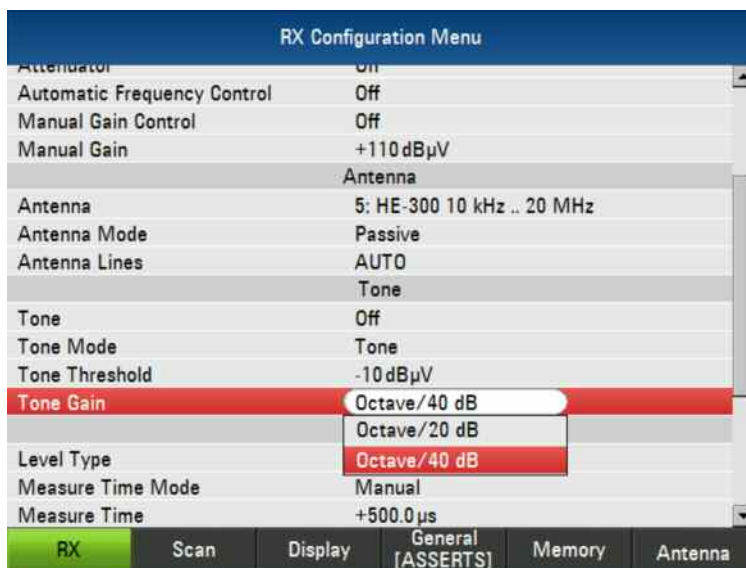 RX Configuration Menu
Attenuator On
Automatic Frequency Control Off
Manual Gain Control Off
Manual Gain +110 dBµV
Antenna
Antenna 5: HE-300 10 kHz .. 20 MHz
Antenna Mode Passive
Antenna Lines AUTO
Tone
Tone Off
Tone Mode Tone
Tone Threshold -10 dBµV
Tone Gain Octave/40 dB
Octave/20 dB
Level Type Octave/40 dB
Measure Time Mode Manual
Measure Time +500.0 µs
RX Scan Display General [ASSERTS] Memory Antenna